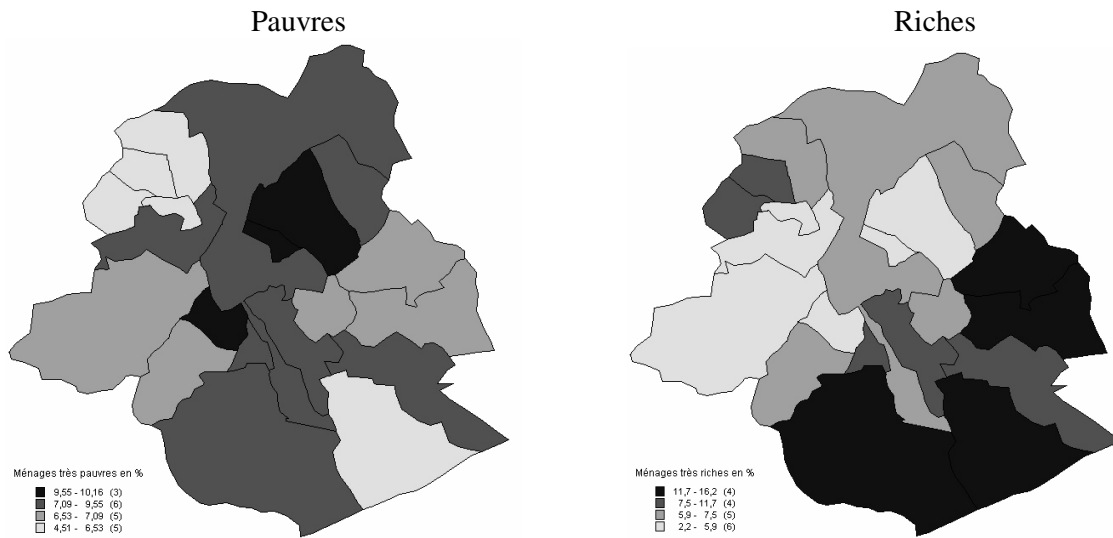 Pauvres
Riches
Ménages très pauvres en %
9,55 - 10,16 (3)
7,09 - 9,55 (6)
6,53 - 7,09 (5)
4,51 - 6,53 (5)
Ménages très riches en %
11,7 - 16,2 (4)
7,5 - 11,7 (4)
5,9 - 7,5 (5)
2,2 - 5,9 (6)